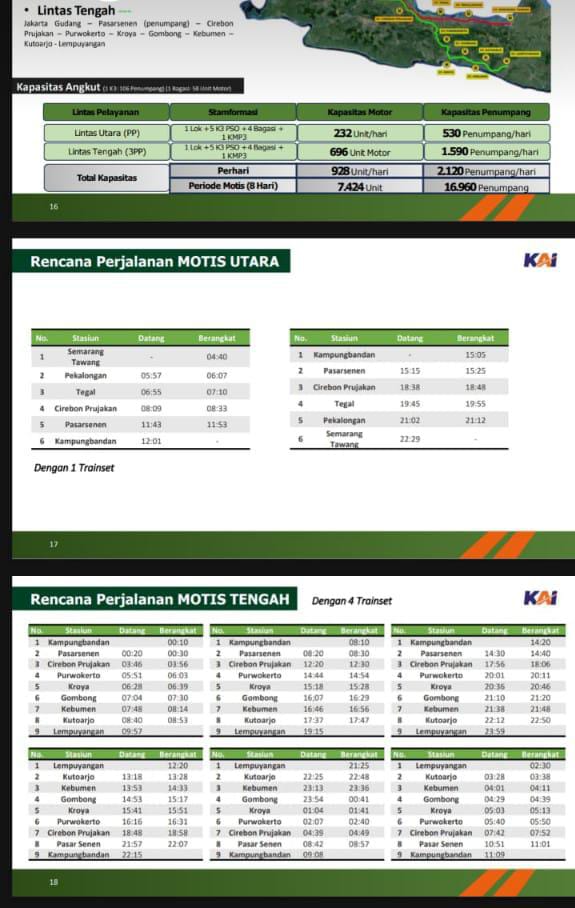 • Lintas Tengah ---
Jakarta Gudang – Pasarsenen (penumpang) – Cirebon
Prujakan – Purwokerto – Kroya – Gombong – Kebumen –
Kutoarjo - Lempuyangan
Kapasitas Angkut (1 K3: 106 Penumpang) (1 Bagasi: 58 Unit Motor)
Lintas Pelayanan Stamformasi Kapasitas Motor Kapasitas Penumpang
Lintas Utara (PP) 1 Lok +5 K3 PSO +4 Bagasi + 1 KMP3 232 Unit/hari 530 Penumpang/hari
Lintas Tengah (3PP) 1 Lok +5 K3 PSO +4 Bagasi + 1 KMP3 696 Unit Motor 1.590 Penumpang/hari
Total Kapasitas Perhari 928 Unit/hari 2.120 Penumpang/hari
Periode Motis (8 Hari) 7.424 Unit 16.960 Penumpang
16
Rencana Perjalanan MOTIS UTARA
KAI
No. Stasiun Datang Berangkat
1 Semarang Tawang - 04:40
2 Pekalongan 05:57 06:07
3 Tegal 06:55 07:10
4 Cirebon Prujakan 08:09 08:33
5 Pasarsenen 11:43 11:53
6 Kampungbandan 12:01 -
No. Stasiun Datang Berangkat
1 Kampungbandan - 15:05
2 Pasarsenen 15:15 15:25
3 Cirebon Prujakan 18:38 18:48
4 Tegal 19:45 19:55
5 Pekalongan 21:02 21:12
6 Semarang Tawang 22:29 -
Dengan 1 Trainset
17
Rencana Perjalanan MOTIS TENGAH
Dengan 4 Trainset
KAI
No. Stasiun Datang Berangkat
1 Kampungbandan 00:10
2 Pasarsenen 00:20 00:30
3 Cirebon Prujakan 03:46 03:56
4 Purwokerto 05:51 06:03
5 Kroya 06:28 06:39
6 Gombong 07:04 07:30
7 Kebumen 07:48 08:14
8 Kutoarjo 08:40 08:53
9 Lempuyangan 09:57
No. Stasiun Datang Berangkat
1 Kampungbandan 08:10
2 Pasarsenen 08:20 08:30
3 Cirebon Prujakan 12:20 12:30
4 Purwokerto 14:44 14:54
5 Kroya 15:18 15:28
6 Gombong 16:07 16:29
7 Kebumen 16:46 16:56
8 Kutoarjo 17:37 17:47
9 Lempuyangan 19:15
No. Stasiun Datang Berangkat
1 Kampungbandan 14:20
2 Pasarsenen 14:30 14:40
3 Cirebon Prujakan 17:56 18:06
4 Purwokerto 20:01 20:11
5 Kroya 20:36 20:46
6 Gombong 21:10 21:20
7 Kebumen 21:38 21:48
8 Kutoarjo 22:12 22:50
9 Lempuyangan 23:59
No. Stasiun Datang Berangkat
1 Lempuyangan 12:20
2 Kutoarjo 13:18 13:28
3 Kebumen 13:53 14:33
4 Gombong 14:53 15:17
5 Kroya 15:41 15:51
6 Purwokerto 16:16 16:31
7 Cirebon Prujakan 18:48 18:58
8 Pasar Senen 21:57 22:07
9 Kampungbandan 22:15
No. Stasiun Datang Berangkat
1 Lempuyangan 21:25
2 Kutoarjo 22:25 22:48
3 Kebumen 23:13 23:36
4 Gombong 23:54 00:41
5 Kroya 01:04 01:41
6 Purwokerto 02:07 02:40
7 Cirebon Prujakan 04:39 04:49
8 Pasar Senen 08:42 08:57
9 Kampungbandan 09:08
No. Stasiun Datang Berangkat
1 Lempuyangan 02:30
2 Kutoarjo 03:28 03:38
3 Kebumen 04:01 04:11
4 Gombong 04:29 04:39
5 Kroya 05:03 05:13
6 Purwokerto 05:40 05:50
7 Cirebon Prujakan 07:42 07:52
8 Pasar Senen 10:51 11:01
9 Kampungbandan 11:09
18